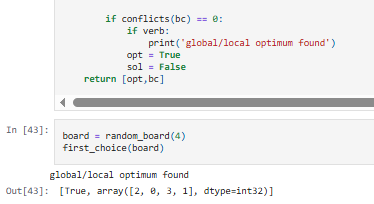 if conflicts(bc) == 0:
if verb:
print('global/local optimum found')
opt = True
sol = False
return [opt,bc]
In [43]:
board = random_board(4)
first_choice(board)
global/local optimum found
Out[43]: [True, array([2, 0, 3, 1], dtype=int32)]